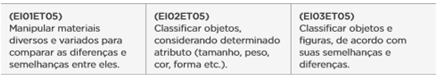 (EI01ET05)
Manipular materiais
diversos e variados para
comparar as diferenças e
semelhanças entre eles.
(EI02ET05)
Classificar objetos,
considerando determinado
atributo (tamanho, peso,
cor, forma etc.).
(EI03ET05)
Classificar objetos e
figuras, de acordo com
suas semelhanças e
diferenças.